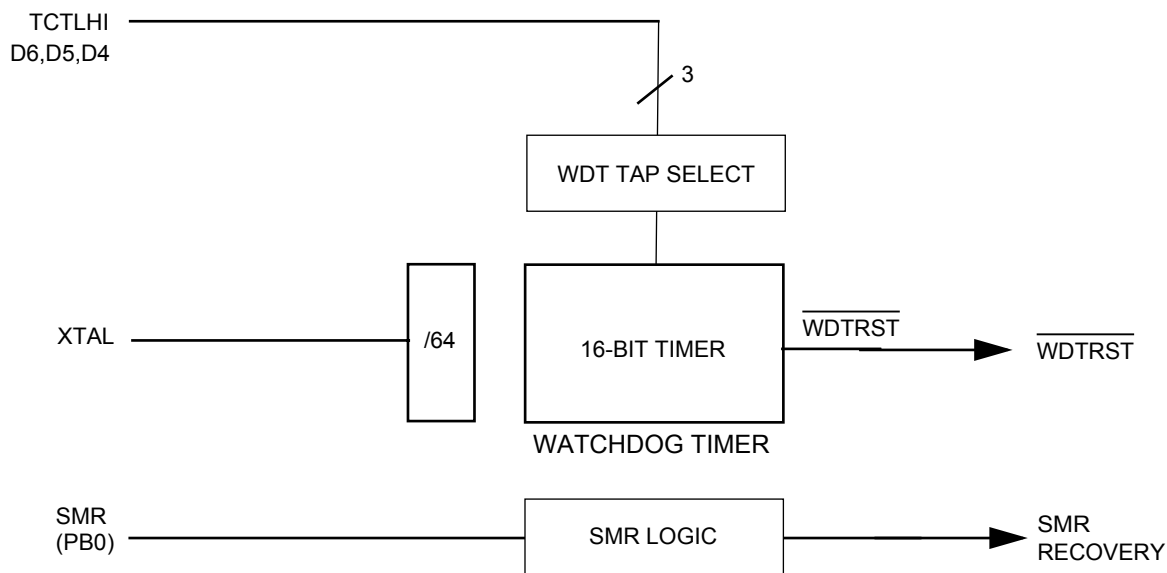 TCTLHI
D6,D5,D4
3
WDT TAP SELECT
XTAL
/64
16-BIT TIMER
WDTRST
WDTRST
WATCHDOG TIMER
SMR
(PB0)
SMR LOGIC
SMR
RECOVERY